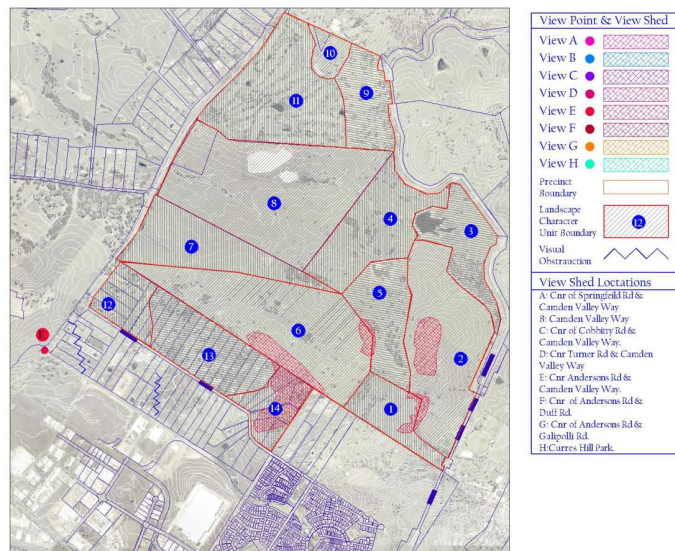 10
11
9
8
4
3
7
5
12
6
2
13
14
1
E
View Point & View Shed
View A
View B
View C
View D
View E
View F
View G
View H
Precinct
Boundary
Landscape
Character
Unit Boundary
12
Visual
Obstrauction
View Shed Loctations
A: Cnr of Springfeild Rd &
Camden Valley Way
B: Camden Valley Way
C: Cnr of Cobbitty Rd &
Camden Valley Way.
D: Cnr Turner Rd & Camden
Valley Way
E: Cnr Andersons Rd &
Camden Valley Way.
F: Cnr of Andersons Rd &
Duff Rd.
G: Cnr of Andersons Rd &
Galipolli Rd.
H:Curres Hill Park.